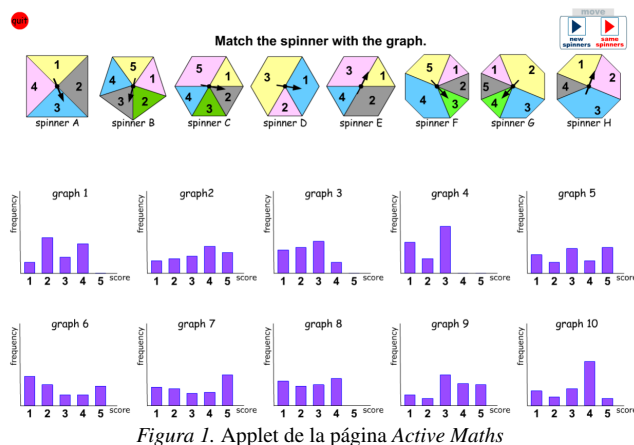 quit
move
new spinners
same spinners
Match the spinner with the graph.
5 5 3 5 5 1 2 1
1 4 1 1 3 1 1 2 1 2
4 2 3 2 4 2 2 4 2 4 3 5 3 4 3
3
spinner A spinner B spinner C spinner D spinner E spinner F spinner G spinner H
graph 1 graph2 graph 3 graph 4 graph 5
frequency frequency frequency frequency frequency
1 2 3 4 5 score 1 2 3 4 5 score 1 2 3 4 5 score 1 2 3 4 5 score 1 2 3 4 5 score
graph 6 graph 7 graph 8 graph 9 graph 10
frequency frequency frequency frequency frequency
1 2 3 4 5 score 1 2 3 4 5 score 1 2 3 4 5 score 1 2 3 4 5 score 1 2 3 4 5 score
Figura 1. Applet de la página Active Maths